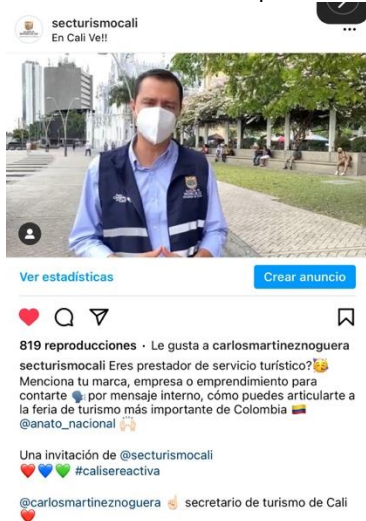 secturismocali
En Cali Ve!!
Ver estadísticas
Crear anuncio
819 reproducciones · Le gusta a carlosmartineznoguera
secturismocali Eres prestador de servicio turístico?🥳
Menciona tu marca, empresa o emprendimiento para
contarte 🗣️ por mensaje interno, cómo puedes articularte a
la feria de turismo más importante de Colombia 🇨🇴
@anato_nacional 🙌🏻
Una invitación de @secturismocali
❤️💙💚 #calisereactiva
@carlosmartineznoguera ☝🏻 secretario de turismo de Cali
❤️